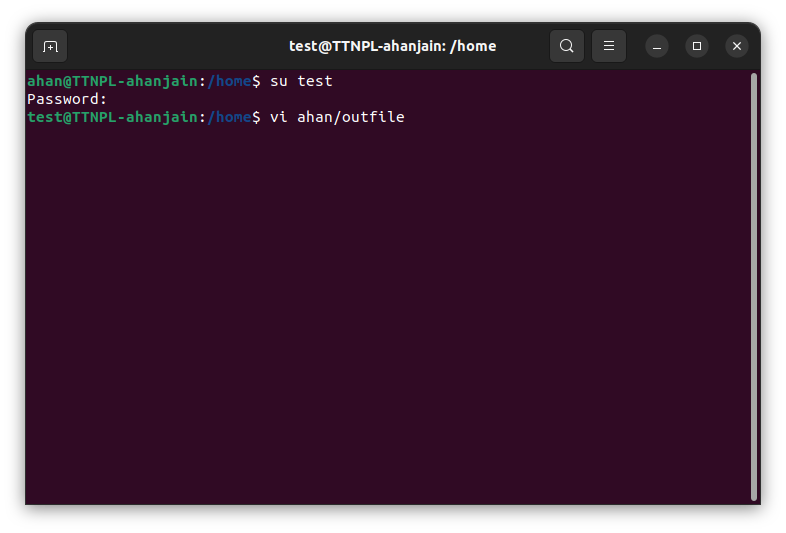 test@TTNPL-ahanjain: /home
ahan@TTNPL-ahanjain:/home$ su test
Password:
test@TTNPL-ahanjain:/home$ vi ahan/outfile